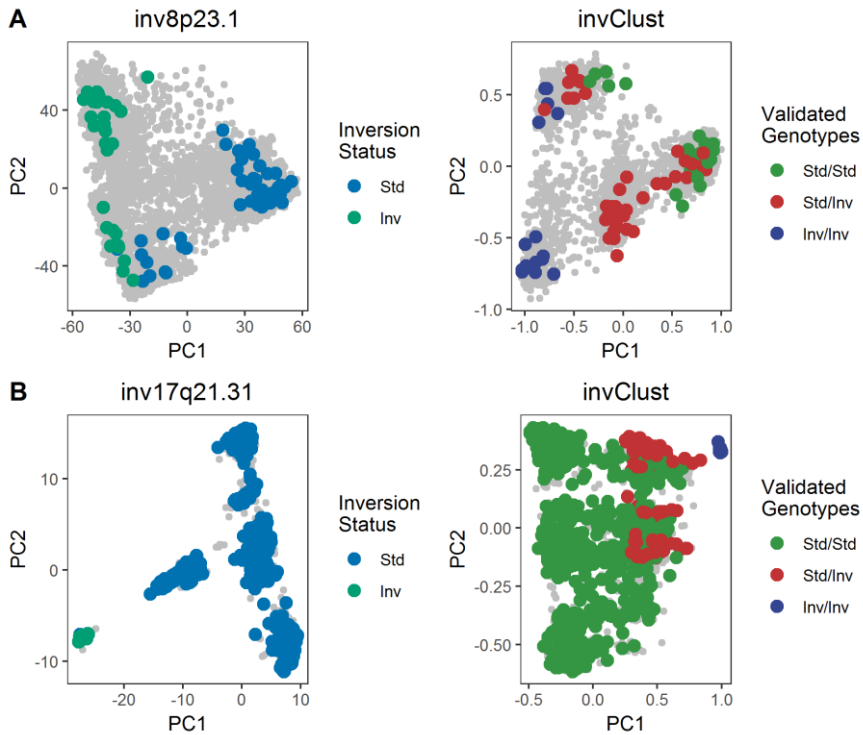 A
inv8p23.1
invClust
PC2
40
0
-40
-60
-30
0
30
60
PC1
Inversion
Status
Std
Inv
PC2
0.5
0.0
-0.5
-1.0
-1.0
-0.5
0.0
0.5
1.0
PC1
Validated
Genotypes
Std/Std
Std/Inv
Inv/Inv
B
inv17q21.31
invClust
PC2
10
0
-10
-20
-10
0
10
PC1
Inversion
Status
Std
Inv
PC2
0.25
0.00
-0.25
-0.50
-0.5
0.0
0.5
1.0
PC1
Validated
Genotypes
Std/Std
Std/Inv
Inv/Inv